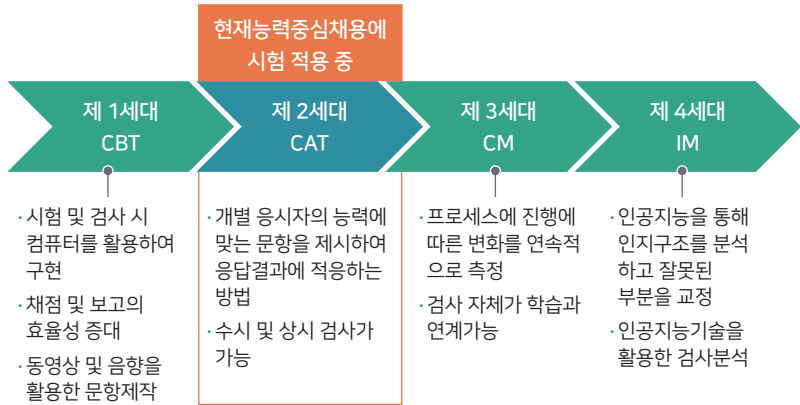 현재능력중심채용에
시험 적용 중
제 1세대
CBT
제 2세대
CAT
제 3세대
CM
제 4세대
IM
· 시험 및 검사 시
컴퓨터를 활용하여
구현
· 채점 및 보고의
효율성 증대
· 동영상 및 음향을
활용한 문항제작
· 개별 응시자의 능력에
맞는 문항을 제시하여
응답결과에 적응하는
방법
· 수시 및 상시 검사가
가능
· 프로세스에 진행에
따른 변화를 연속적
으로 측정
· 검사 자체가 학습과
연계가능
· 인공지능을 통해
인지구조를 분석
하고 잘못된
부분을 교정
· 인공지능기술을
활용한 검사분석